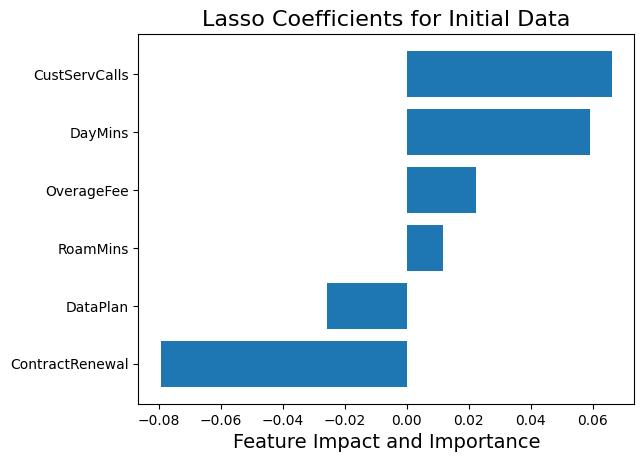 Lasso Coefficients for Initial Data
CustServCalls
DayMins
OverageFee
RoamMins
DataPlan
ContractRenewal
−0.08 −0.06 −0.04 −0.02 0.00 0.02 0.04 0.06
Feature Impact and Importance